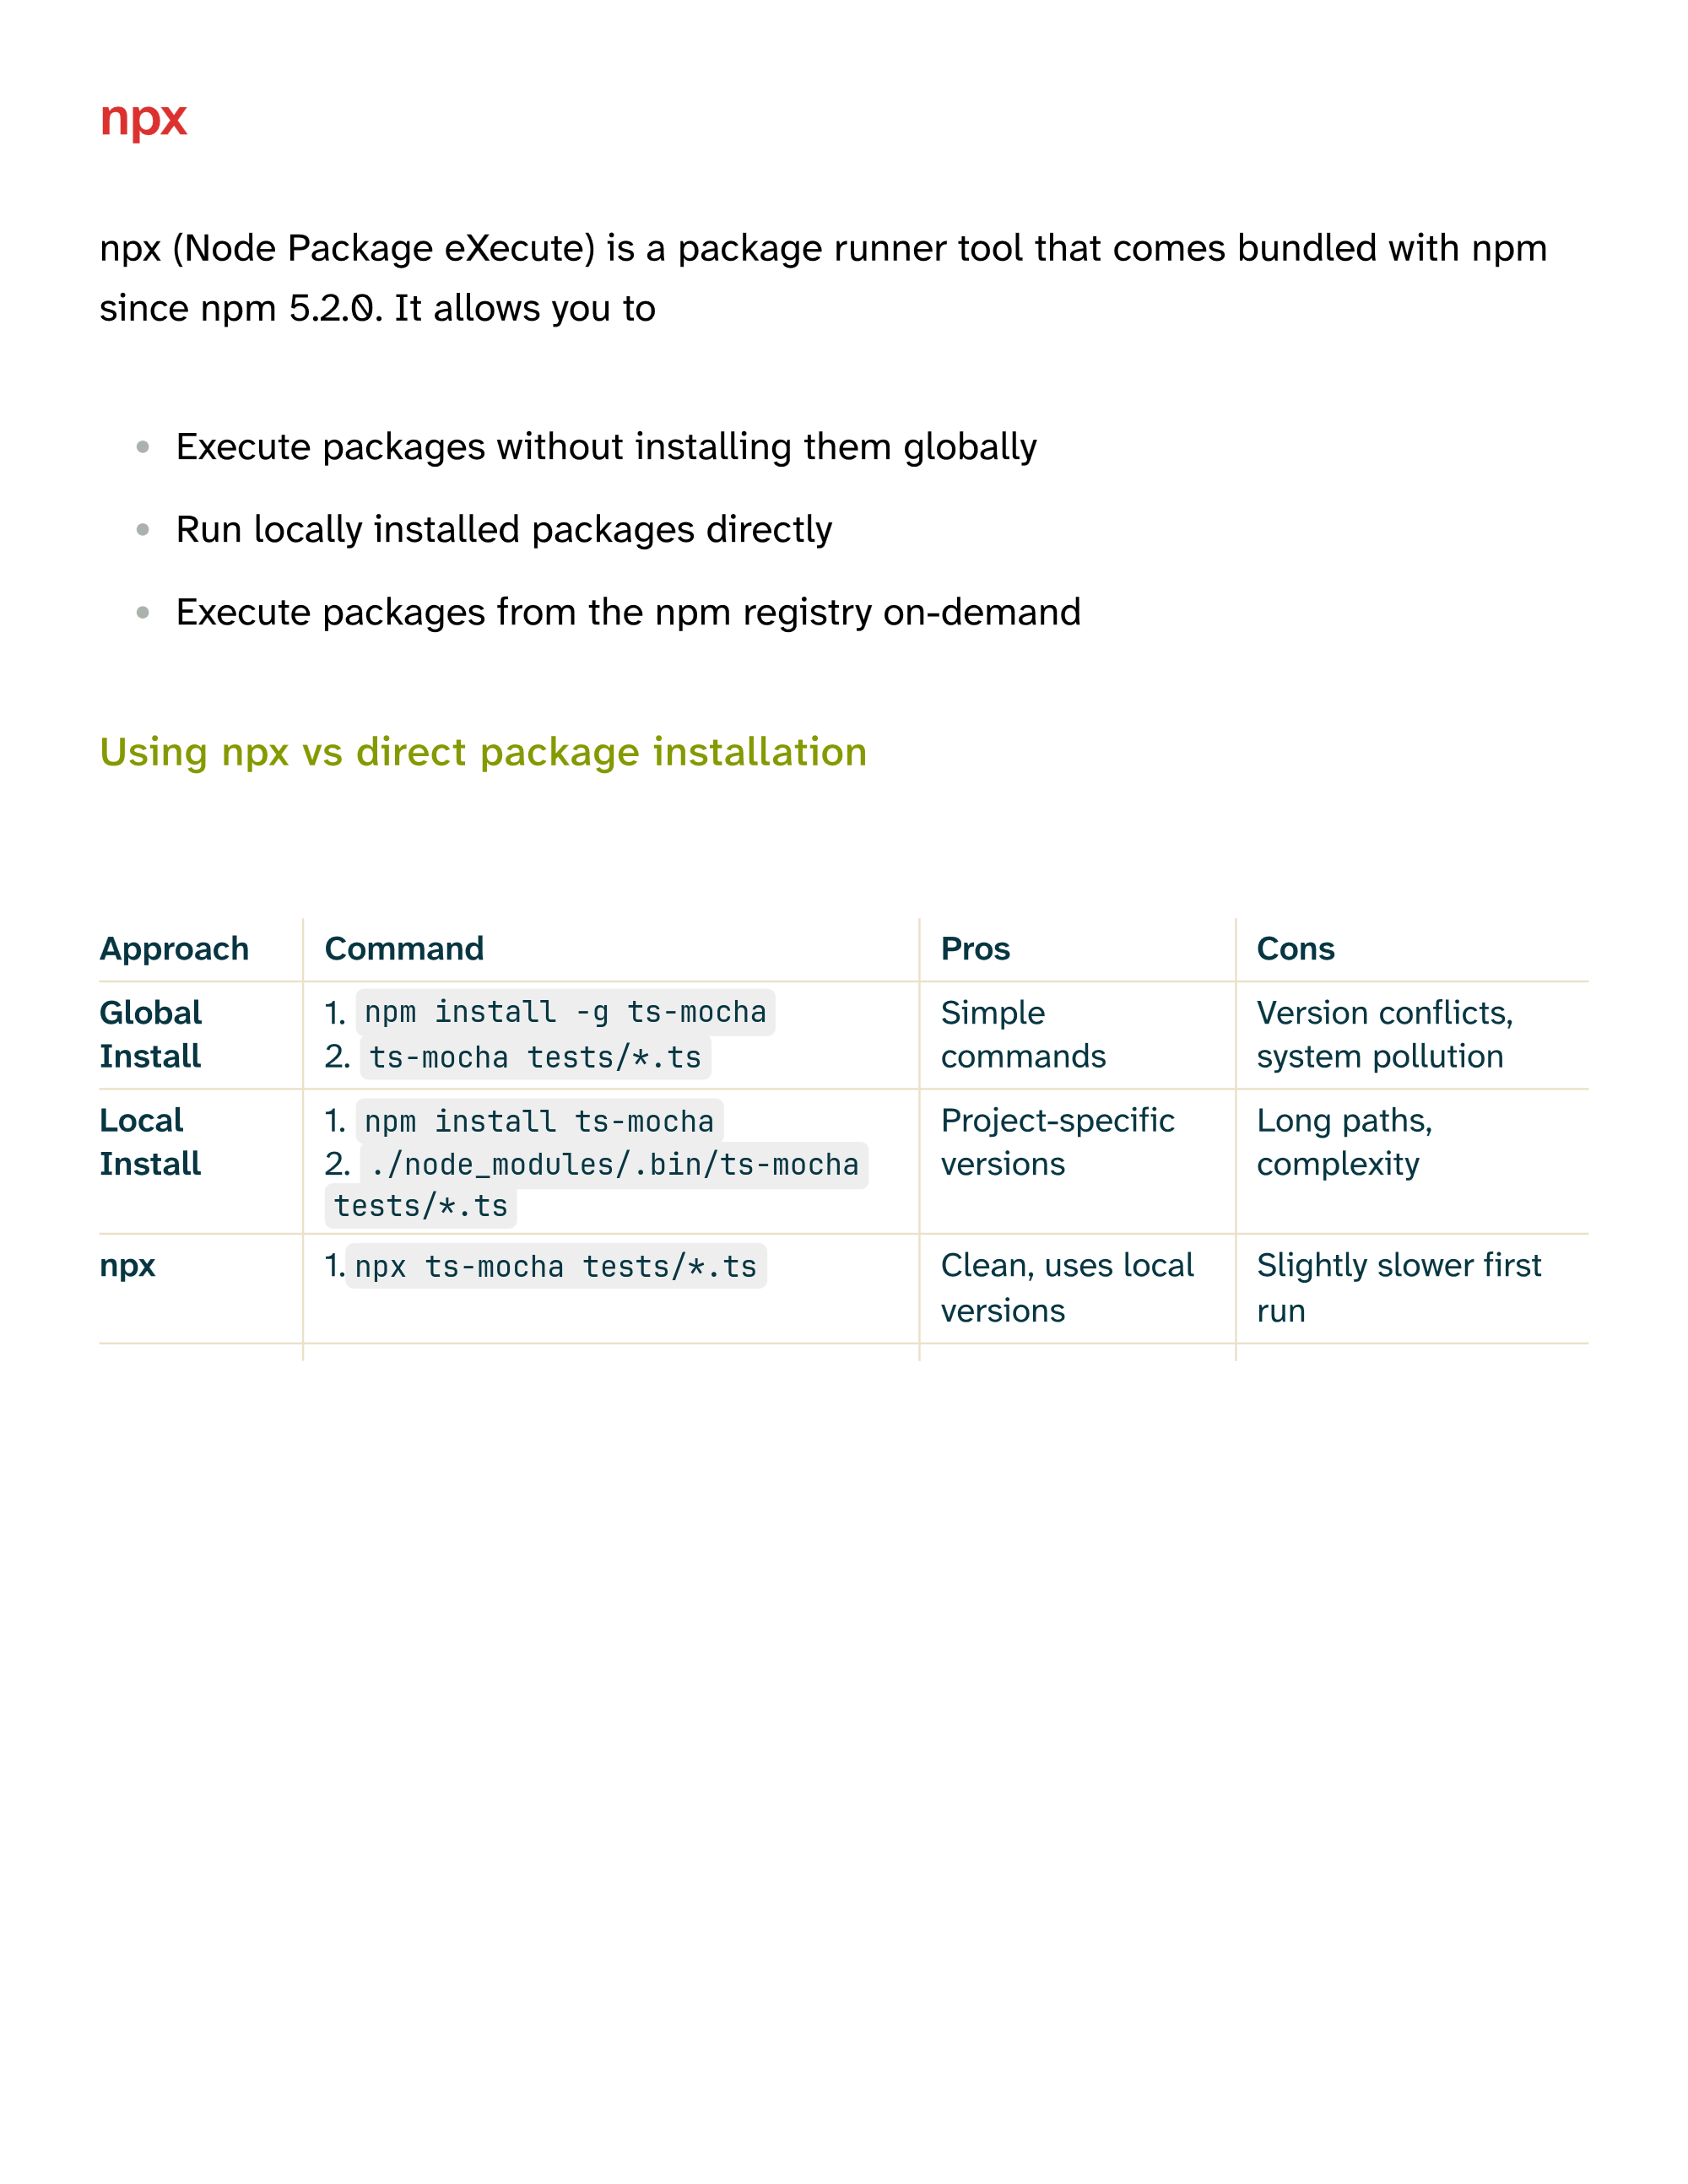 npx
npx (Node Package eXecute) is a package runner tool that comes bundled with npm
since npm 5.2.0. It allows you to
Execute packages without installing them globally
Run locally installed packages directly
Execute packages from the npm registry on-demand
Using npx vs direct package installation
Approach Command Pros Cons
Global Install
1. npm install -g ts-mocha
2. ts-mocha tests/*.ts
Simple commands
Version conflicts, system pollution
Local Install
1. npm install ts-mocha
2. ./node_modules/.bin/ts-mocha
tests/*.ts
Project-specific versions
Long paths, complexity
npx
1. npx ts-mocha tests/*.ts
Clean, uses local versions
Slightly slower first run